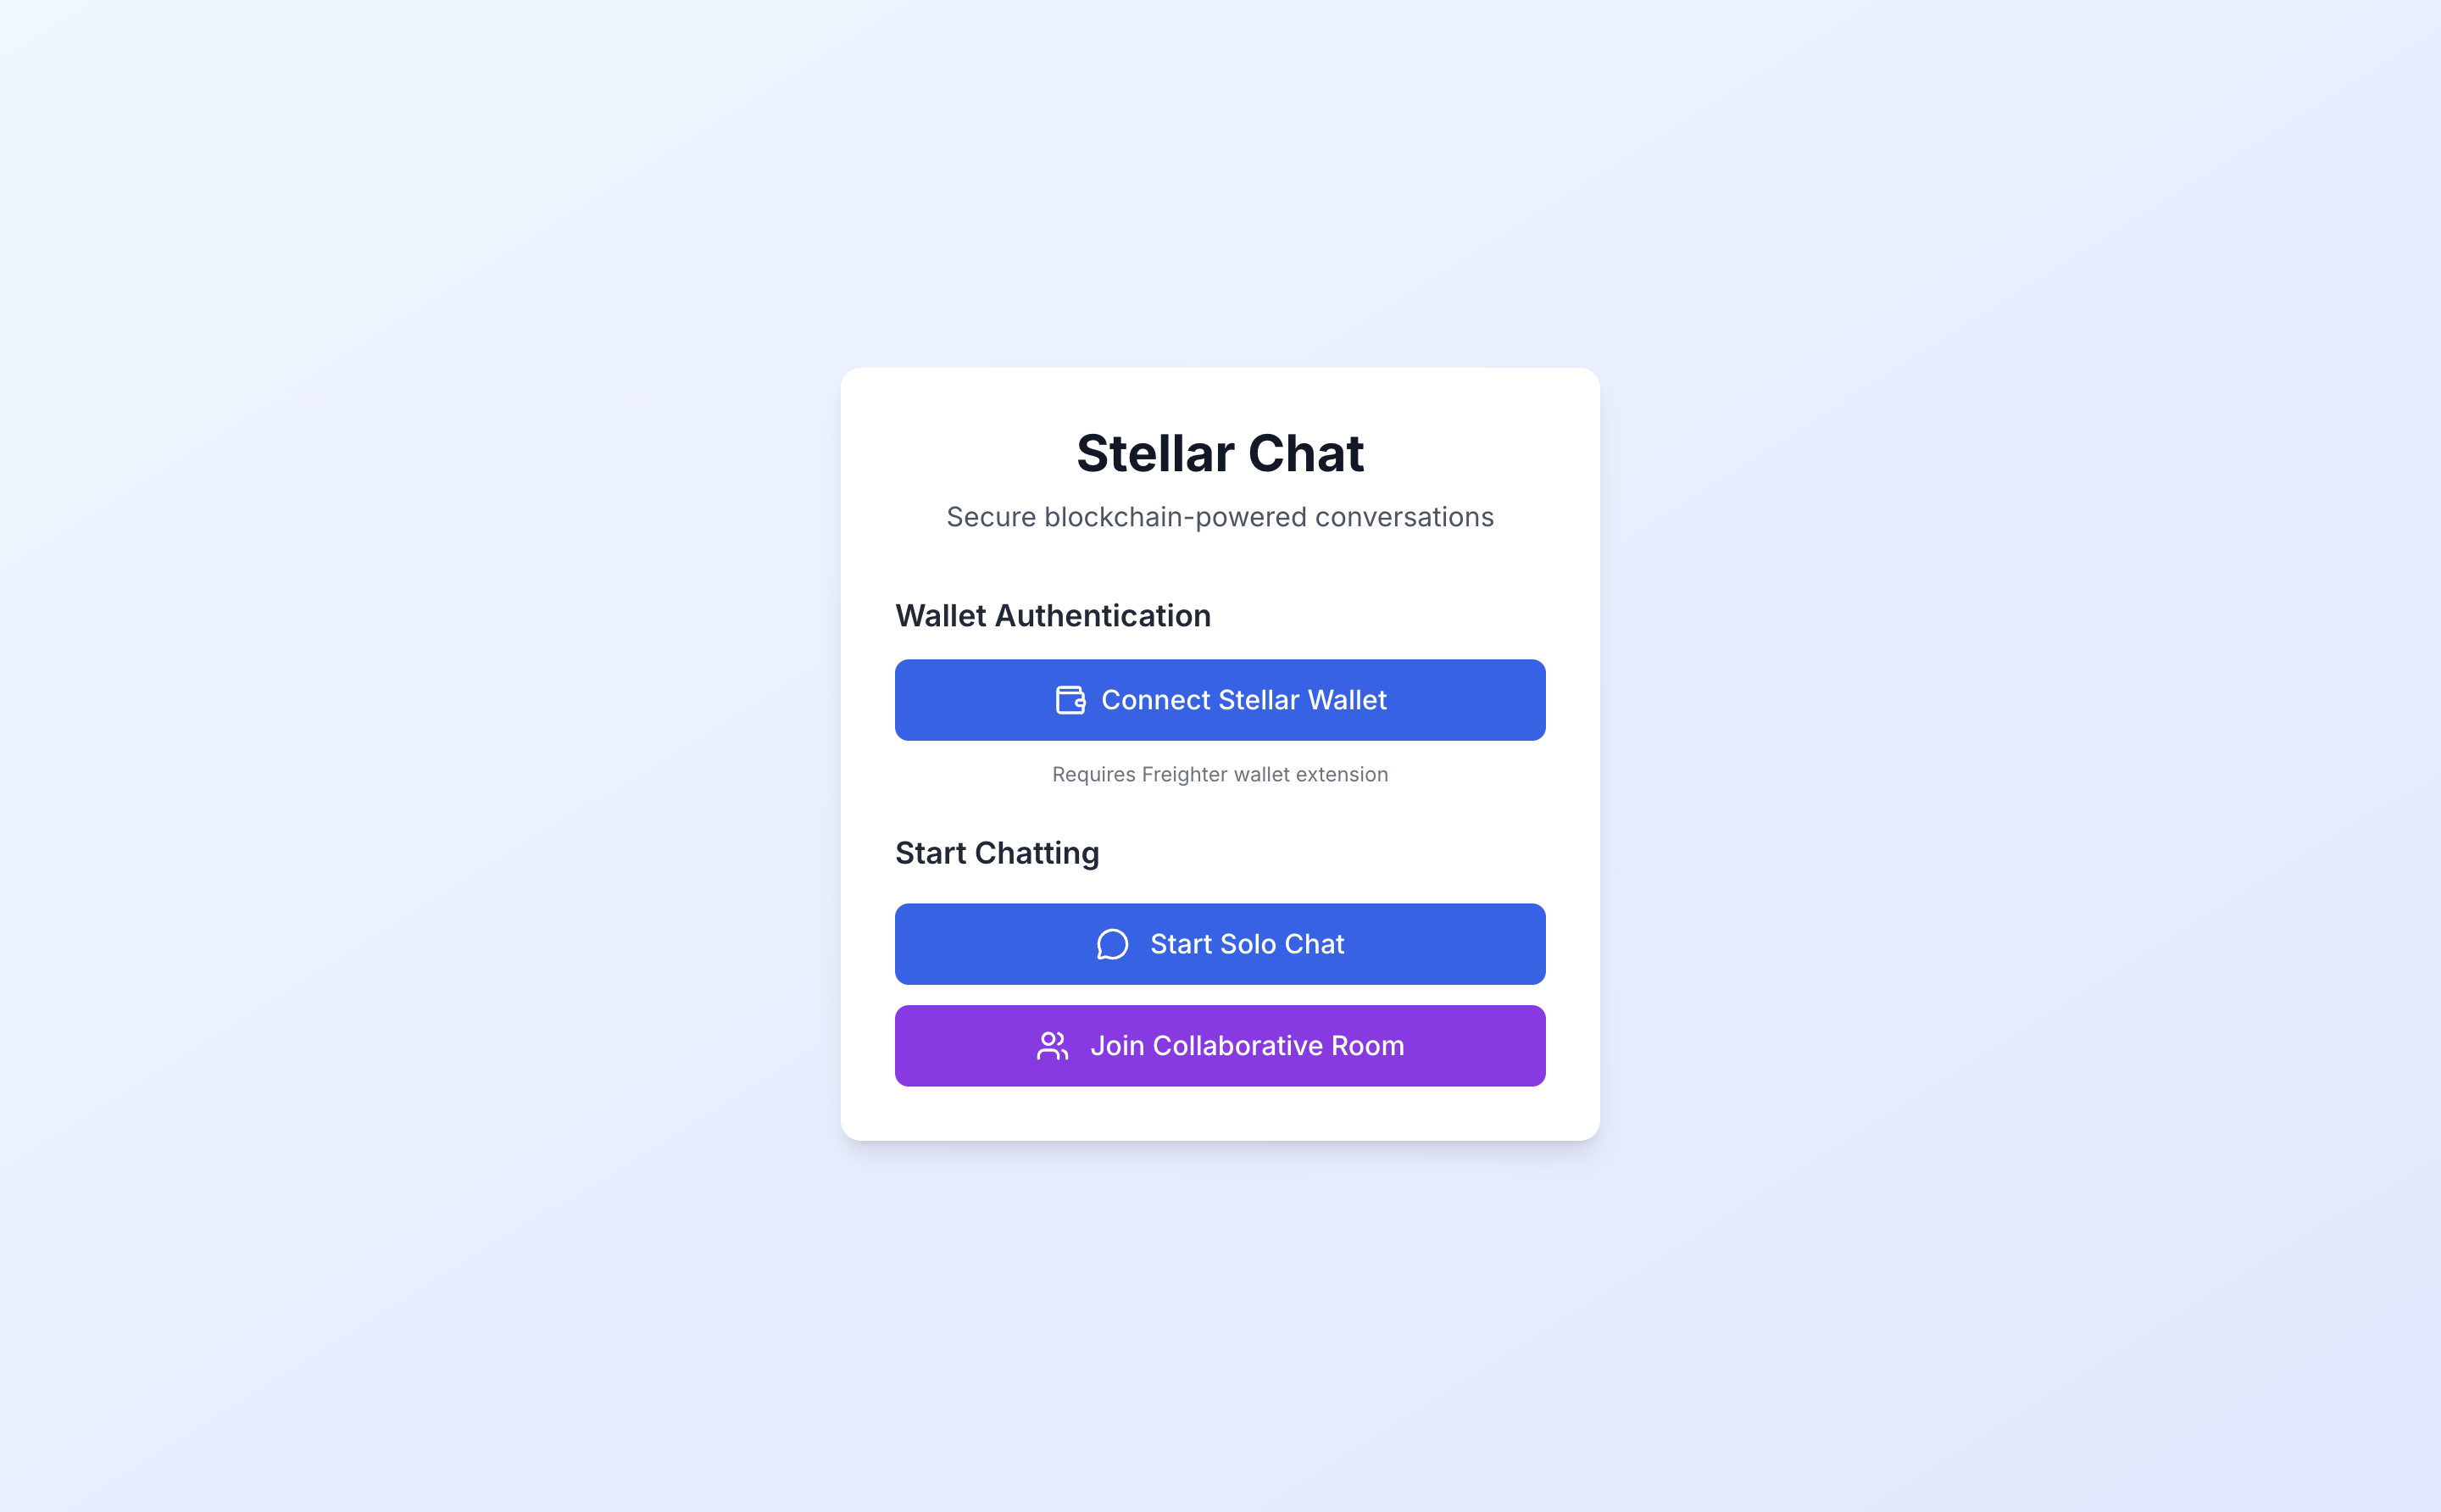 Stellar Chat
Secure blockchain-powered conversations
Wallet Authentication
Connect Stellar Wallet
Requires Freighter wallet extension
Start Chatting
Start Solo Chat
Join Collaborative Room